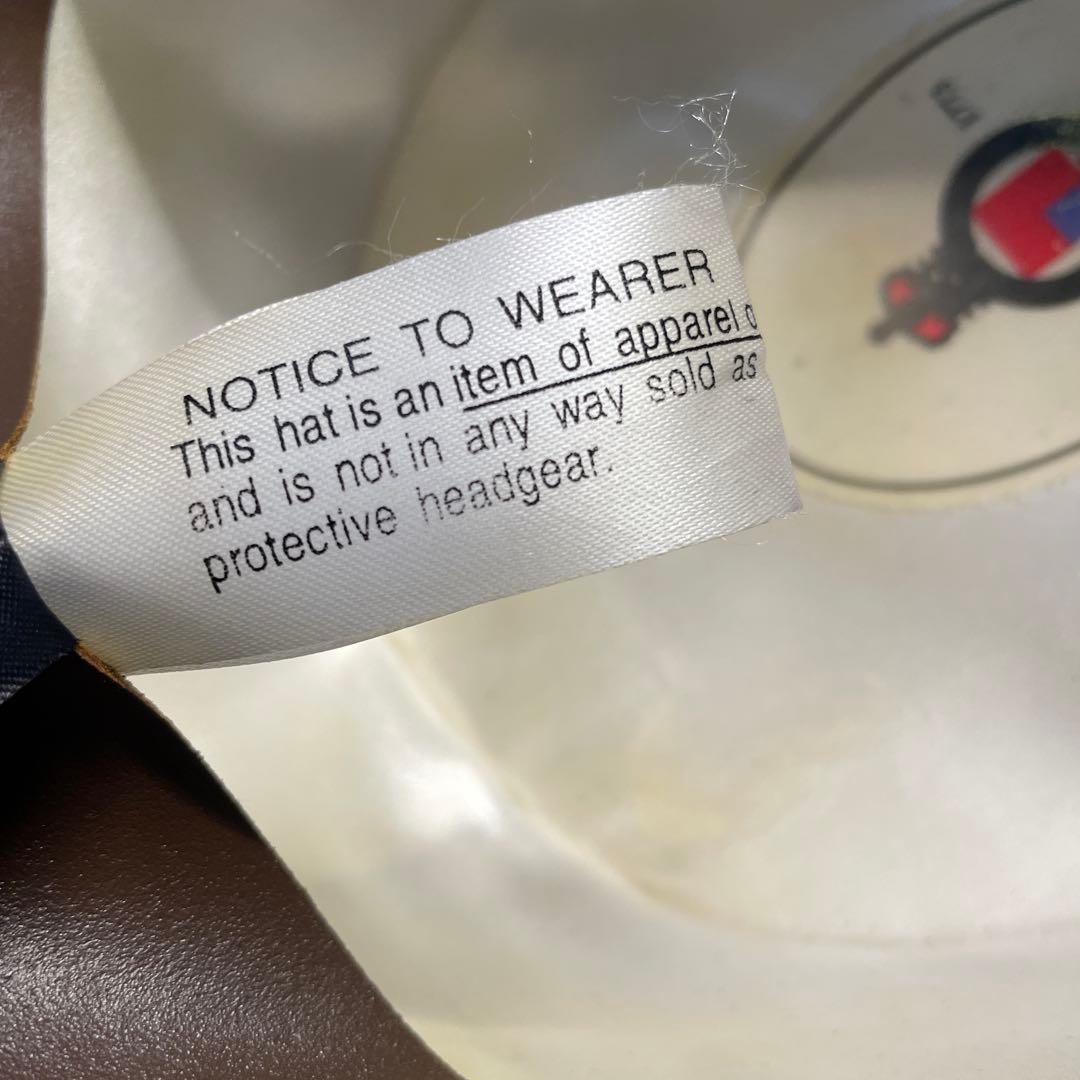 NOTICE TO WEARER
This hat is an item of apparel
and is not in any way sold as
protective headgear.